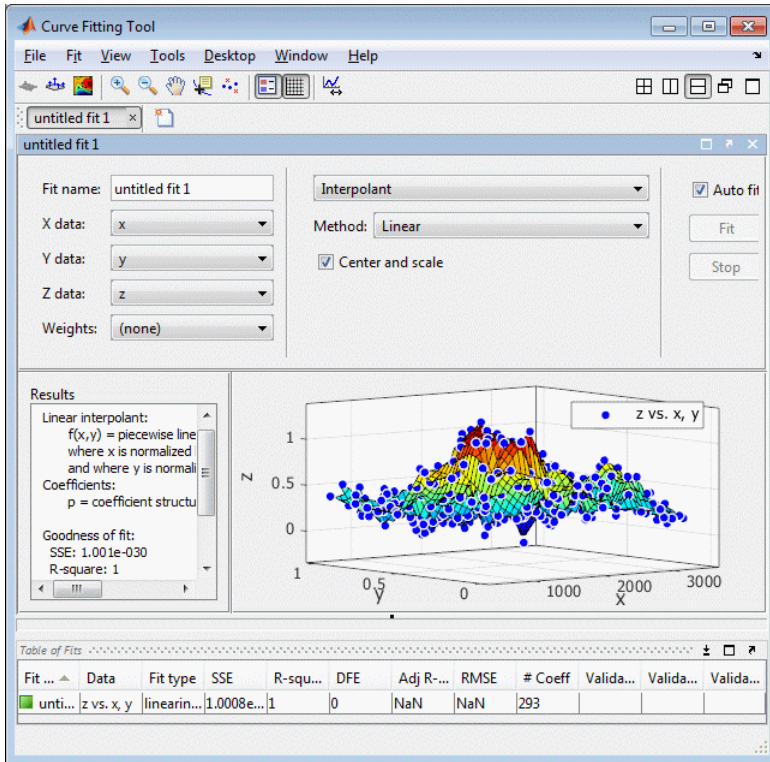 Curve Fitting Tool
File Fit View Tools Desktop Window Help
untitled fit 1
untitled fit 1
Fit name: untitled fit 1
X data: x
Y data: y
Z data: z
Weights: (none)
Interpolant
Method: Linear
Center and scale
Auto fit
Fit
Stop
Results
Linear interpolant:
f(x,y) = piecewise line
where x is normalized
and where y is normali
Coefficients:
p = coefficient structu
Goodness of fit:
SSE: 1.001e-030
R-square: 1
z vs. x, y
z
1
0.5
0
1 0.5 0
y
1000 2000 3000
x
Table of Fits
Fit ... Data Fit type SSE R-squ... DFE Adj R-... RMSE # Coeff Valida... Valida... Valida...
unti... z vs. x, y linearin... 1.0008e... 1 0 NaN NaN 293